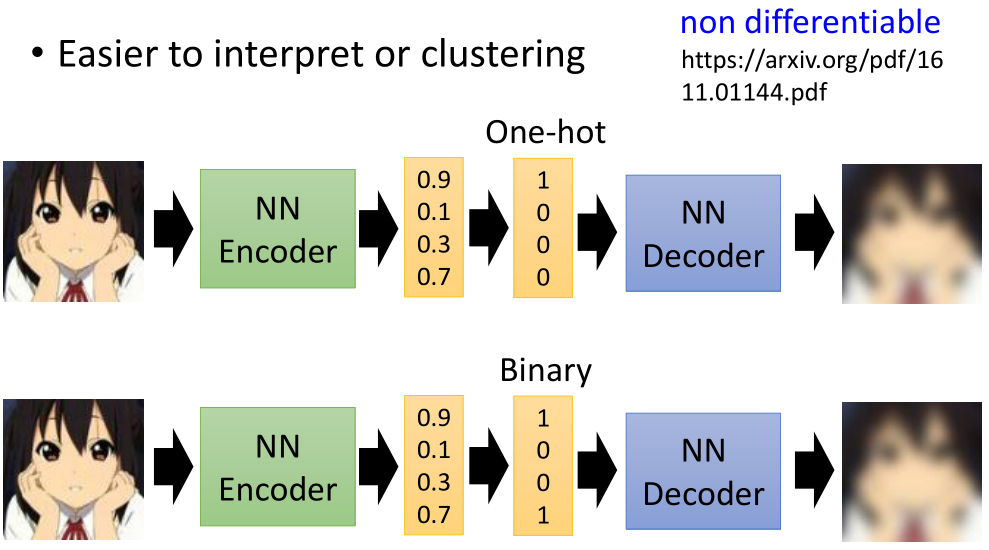 non differentiable
• Easier to interpret or clustering
https://arxiv.org/pdf/16
11.01144.pdf
One-hot
NN
Encoder
0.9
0.1
0.3
0.7
1
0
0
0
NN
Decoder
Binary
NN
Encoder
0.9
0.1
0.3
0.7
1
0
0
1
NN
Decoder